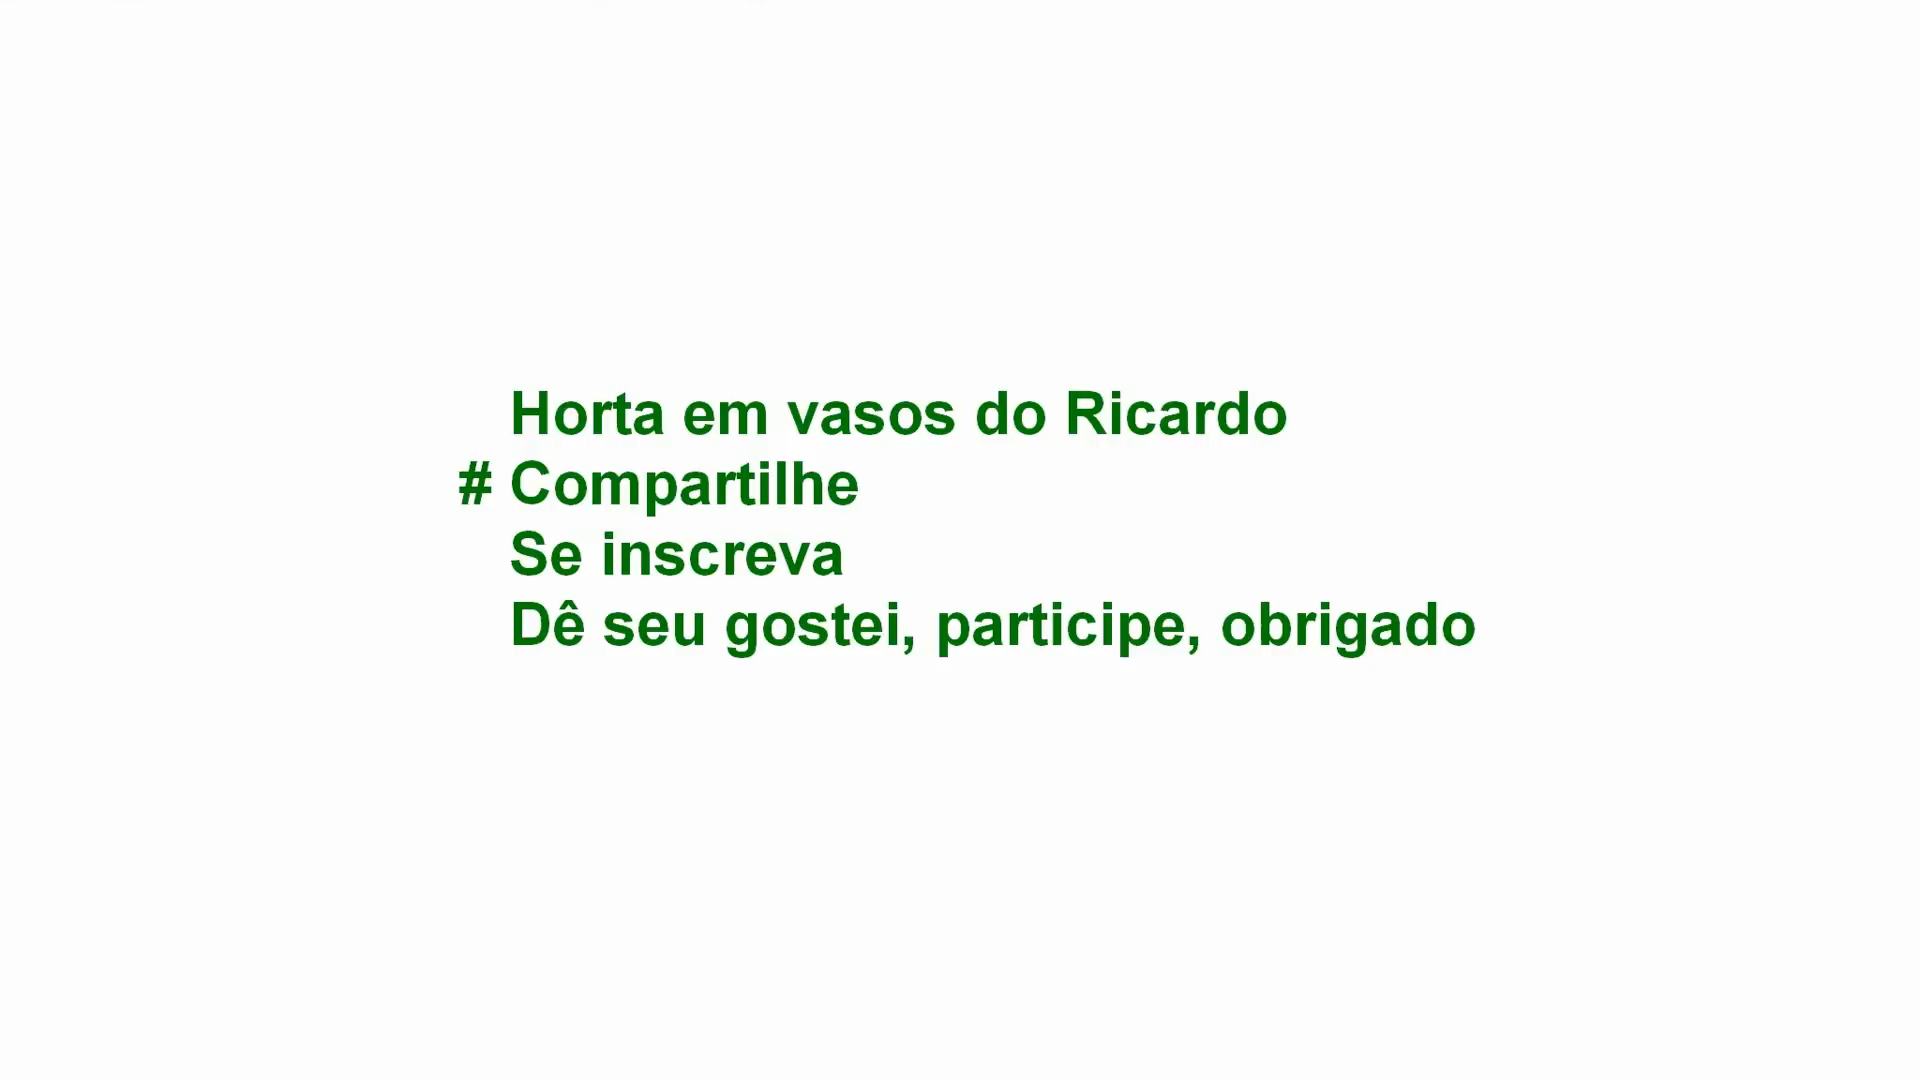 Horta em vasos do Ricardo
# Compartilhe
Se inscreva
Dê seu gostei, participe, obrigado